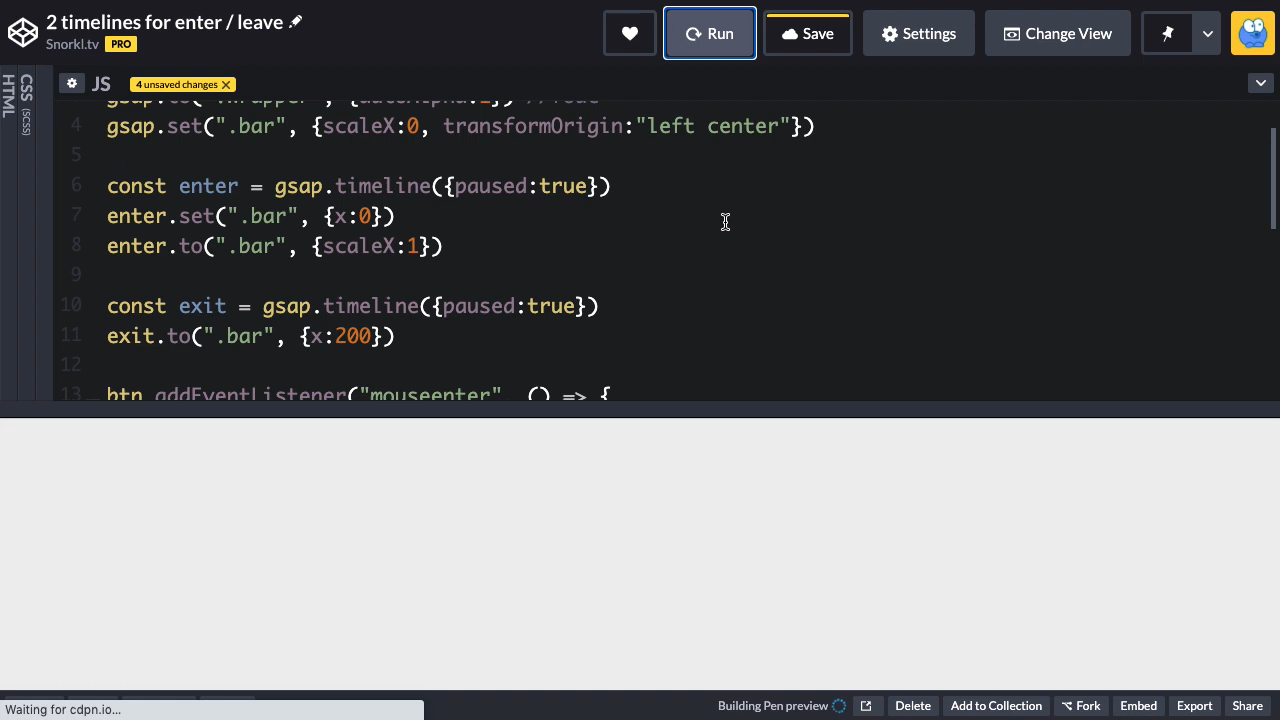 2 timelines for enter / leave
Snorkl.tv PRO
Run
Save
Settings
Change View
HTML
CSS (SCSS)
JS
4 unsaved changes
4 gsap.set(".bar", {scaleX:0, transformOrigin:"left center"})
5
6 const enter = gsap.timeline({paused:true})
7 enter.set(".bar", {x:0})
8 enter.to(".bar", {scaleX:1})
9
10 const exit = gsap.timeline({paused:true})
11 exit.to(".bar", {x:200})
12
13 btn addEventListener("mouseenter" () => {
Waiting for cdpn.io...
Building Pen preview
Delete
Add to Collection
Fork
Embed
Export
Share